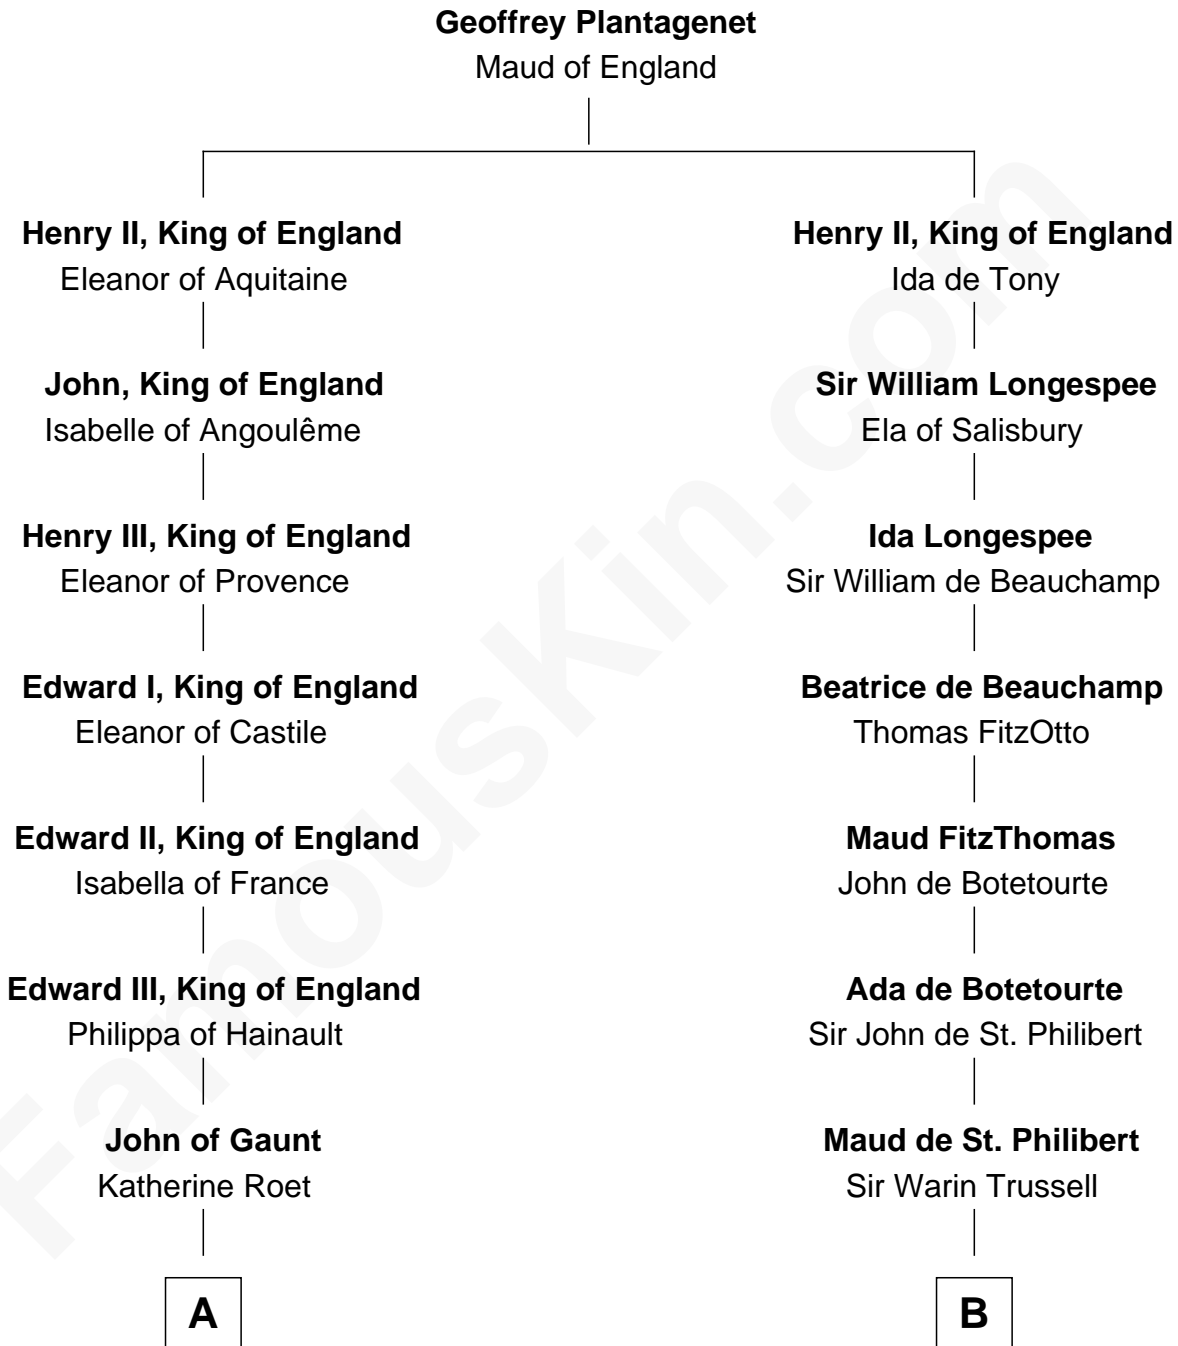 Geoffrey Plantagenet
Maud of England
Henry II, King of England
Eleanor of Aquitaine
John, King of England
Isabelle of Angoulême
Henry III, King of England
Eleanor of Provence
Edward I, King of England
Eleanor of Castile
Edward II, King of England
Isabella of France
Edward III, King of England
Philippa of Hainault
John of Gaunt
Katherine Roet
A
Henry II, King of England
Ida de Tony
Sir William Longespee
Ela of Salisbury
Ida Longespee
Sir William de Beauchamp
Beatrice de Beauchamp
Thomas FitzOtto
Maud FitzThomas
John de Botetourte
Ada de Botetourte
Sir John de St. Philibert
Maud de St. Philibert
Sir Warin Trussell
B
FamousKin.com